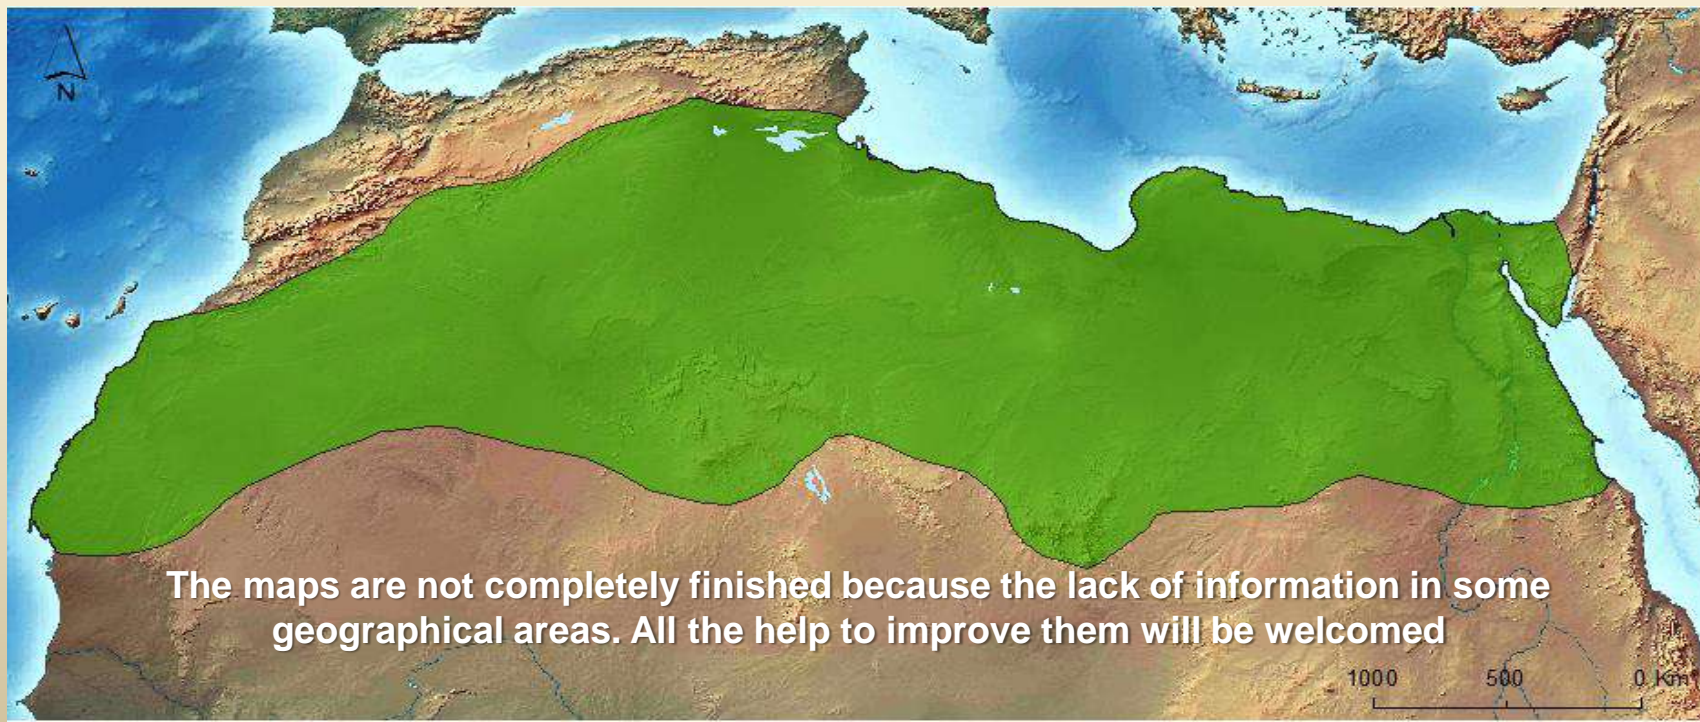 N
The maps are not completely finished because the lack of information in some
geographical areas. All the help to improve them will be welcomed
1000 500 0 Km